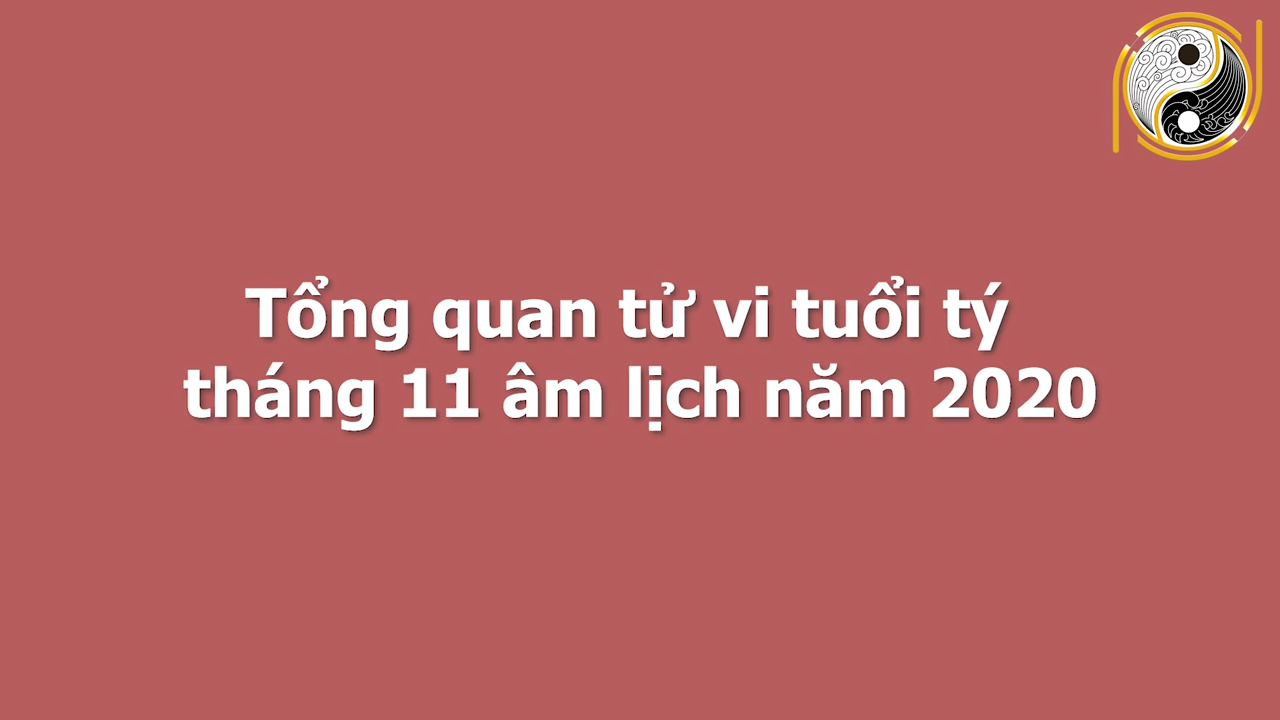 Tổng quan tử vi tuổi tý
tháng 11 âm lịch năm 2020